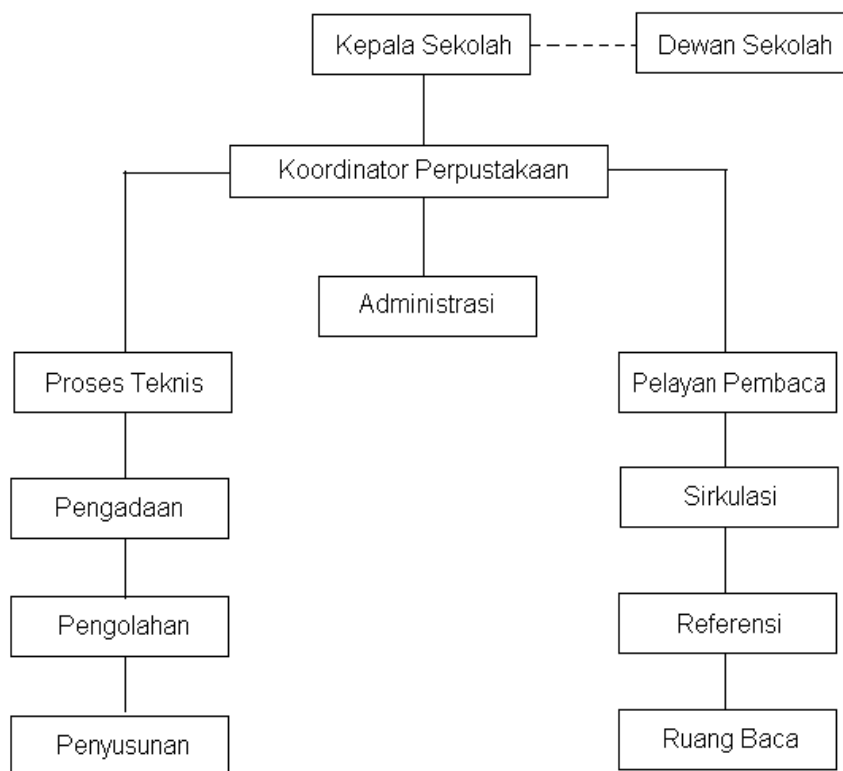 Kepala Sekolah
Dewan Sekolah
Koordinator Perpustakaan
Administrasi
Proses Teknis
Pelayan Pembaca
Pengadaan
Sirkulasi
Pengolahan
Referensi
Penyusunan
Ruang Baca